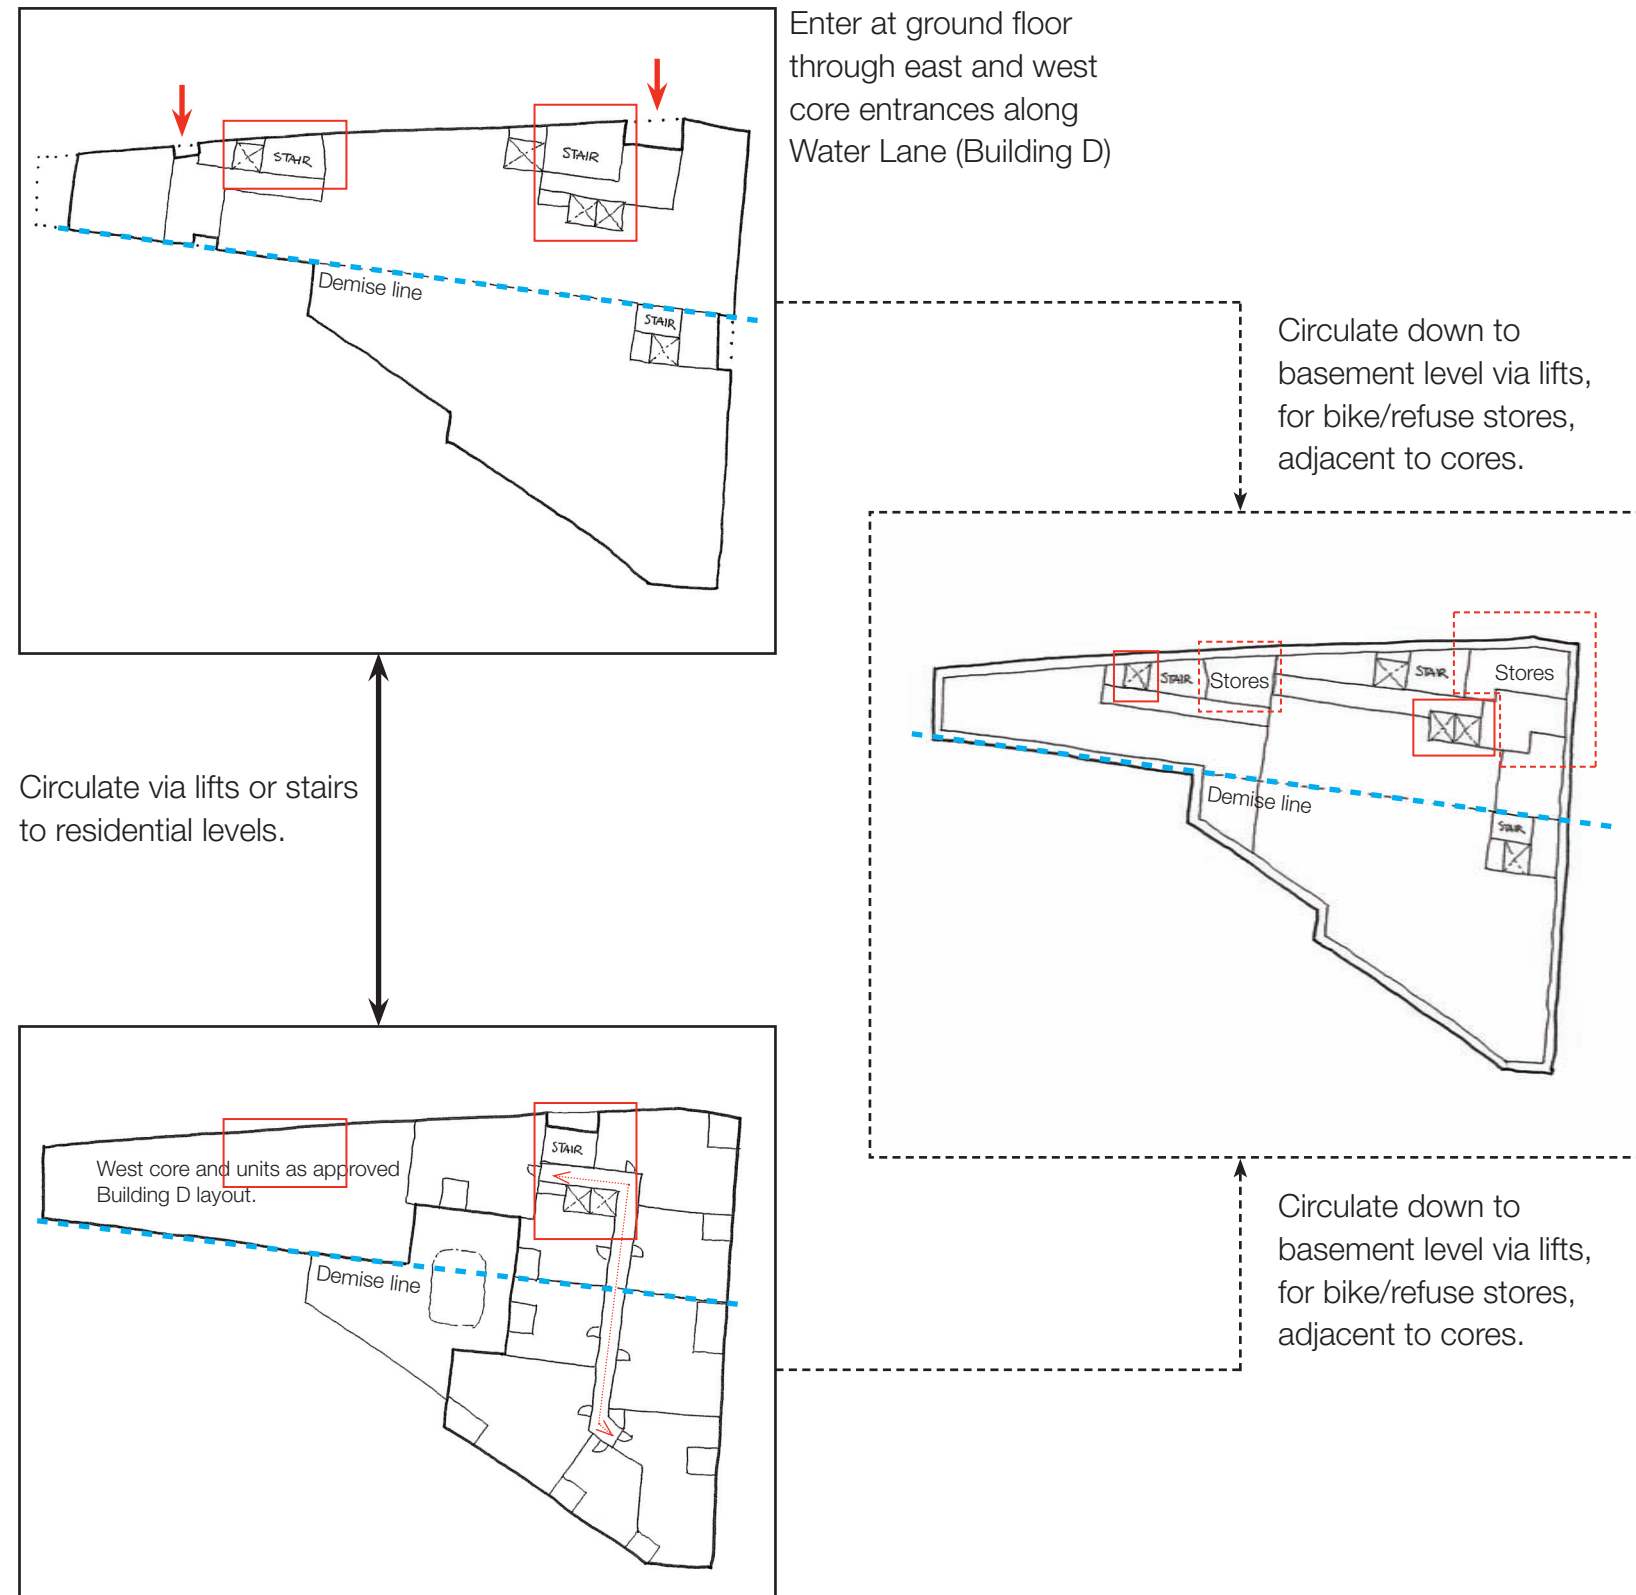 Enter at ground floor
through east and west
core entrances along
Water Lane (Building D)
STAIR
STAIR
Demise line
STAIR
Circulate down to
basement level via lifts,
for bike/refuse stores,
adjacent to cores.
STAIR
Stores
STAIR
Stores
Demise line
STAIR
Circulate via lifts or stairs
to residential levels.
STAIR
West core and units as approved
Building D layout.
Demise line
Circulate down to
basement level via lifts,
for bike/refuse stores,
adjacent to cores.